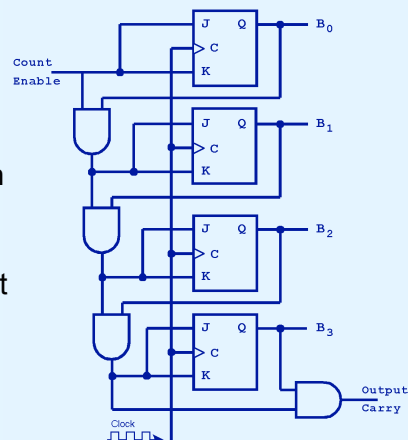 J Q B0
C
Count
Enable
K
J Q B1
C
K
n
J Q B2
C
t
K
J Q B3
C
K
Output
Carry
Clock